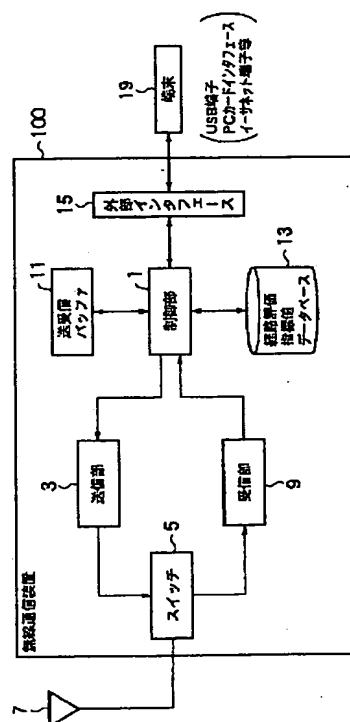 無線通信装置
100
7
スイッチ
5
送信部
3
受信部
9
送受信
バッファ
11
制御部
1
経路評価
指標値
データベース
13
外部インタフェース
15
端末
19
USB端子
PCカードインタフェース
イーサネット端子等